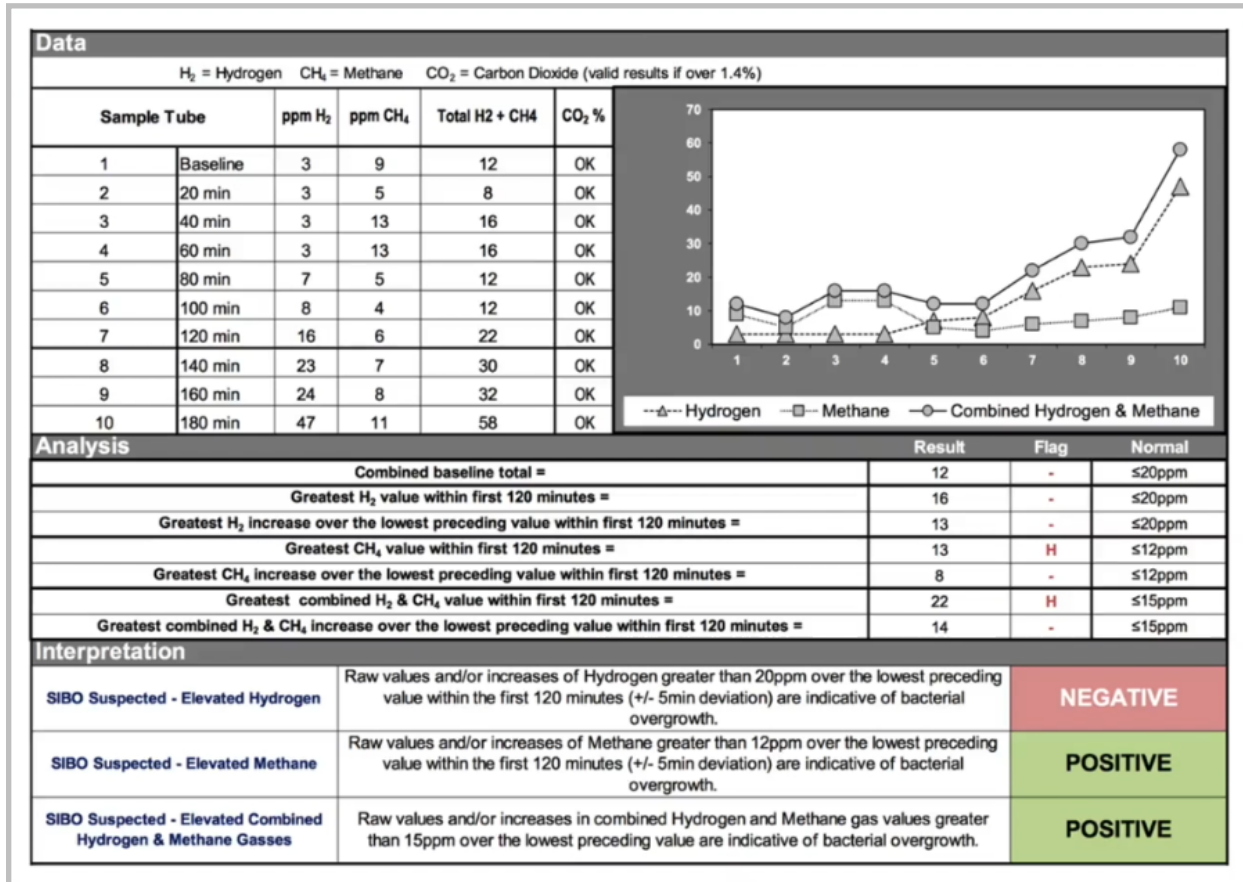 Data
H₂ = Hydrogen CH₄ = Methane CO₂ = Carbon Dioxide (valid results if over 1.4%)
Sample Tube ppm H₂ ppm CH₄ Total H2 + CH4 CO₂ %
1 Baseline 3 9 12 OK
2 20 min 3 5 8 OK
3 40 min 3 13 16 OK
4 60 min 3 13 16 OK
5 80 min 7 5 12 OK
6 100 min 8 4 12 OK
7 120 min 16 6 22 OK
8 140 min 23 7 30 OK
9 160 min 24 8 32 OK
10 180 min 47 11 58 OK
70
60
50
40
30
20
10
0
1 2 3 4 5 6 7 8 9 10
Hydrogen Methane Combined Hydrogen & Methane
Analysis Result Flag Normal
Combined baseline total = 12 - ≤20ppm
Greatest H₂ value within first 120 minutes = 16 - ≤20ppm
Greatest H₂ increase over the lowest preceding value within first 120 minutes = 13 - ≤20ppm
Greatest CH₄ value within first 120 minutes = 13 H ≤12ppm
Greatest CH₄ increase over the lowest preceding value within first 120 minutes = 8 - ≤12ppm
Greatest combined H₂ & CH₄ value within first 120 minutes = 22 H ≤15ppm
Greatest combined H₂ & CH₄ increase over the lowest preceding value within first 120 minutes = 14 - ≤15ppm
Interpretation
SIBO Suspected - Elevated Hydrogen
Raw values and/or increases of Hydrogen greater than 20ppm over the lowest preceding
value within the first 120 minutes (+/- 5min deviation) are indicative of bacterial
overgrowth.
NEGATIVE
SIBO Suspected - Elevated Methane
Raw values and/or increases of Methane greater than 12ppm over the lowest preceding
value within the first 120 minutes (+/- 5min deviation) are indicative of bacterial
overgrowth.
POSITIVE
SIBO Suspected - Elevated Combined
Hydrogen & Methane Gasses
Raw values and/or increases in combined Hydrogen and Methane gas values greater
than 15ppm over the lowest preceding value are indicative of bacterial overgrowth.
POSITIVE